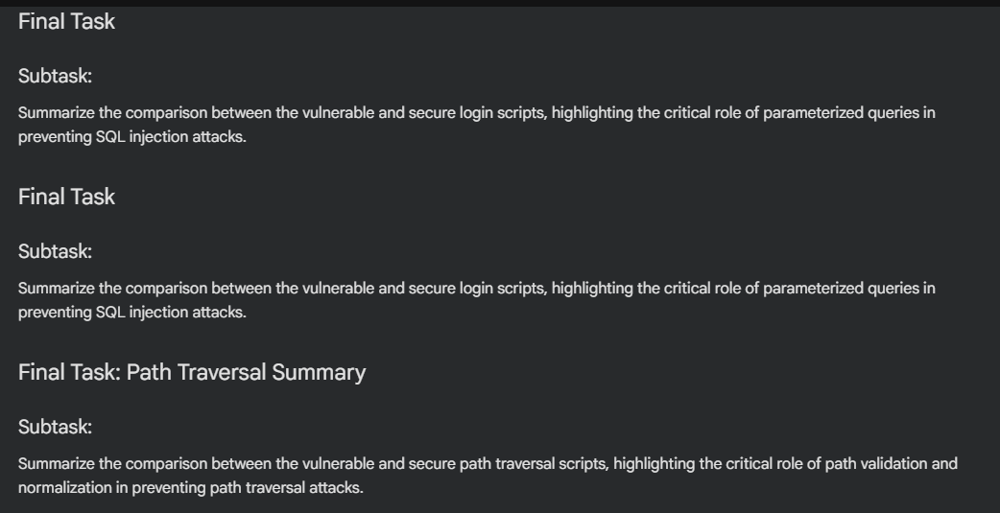 Final Task
Subtask:
Summarize the comparison between the vulnerable and secure login scripts, highlighting the critical role of parameterized queries in
preventing SQL injection attacks.
Final Task
Subtask:
Summarize the comparison between the vulnerable and secure login scripts, highlighting the critical role of parameterized queries in
preventing SQL injection attacks.
Final Task: Path Traversal Summary
Subtask:
Summarize the comparison between the vulnerable and secure path traversal scripts, highlighting the critical role of path validation and
normalization in preventing path traversal attacks.